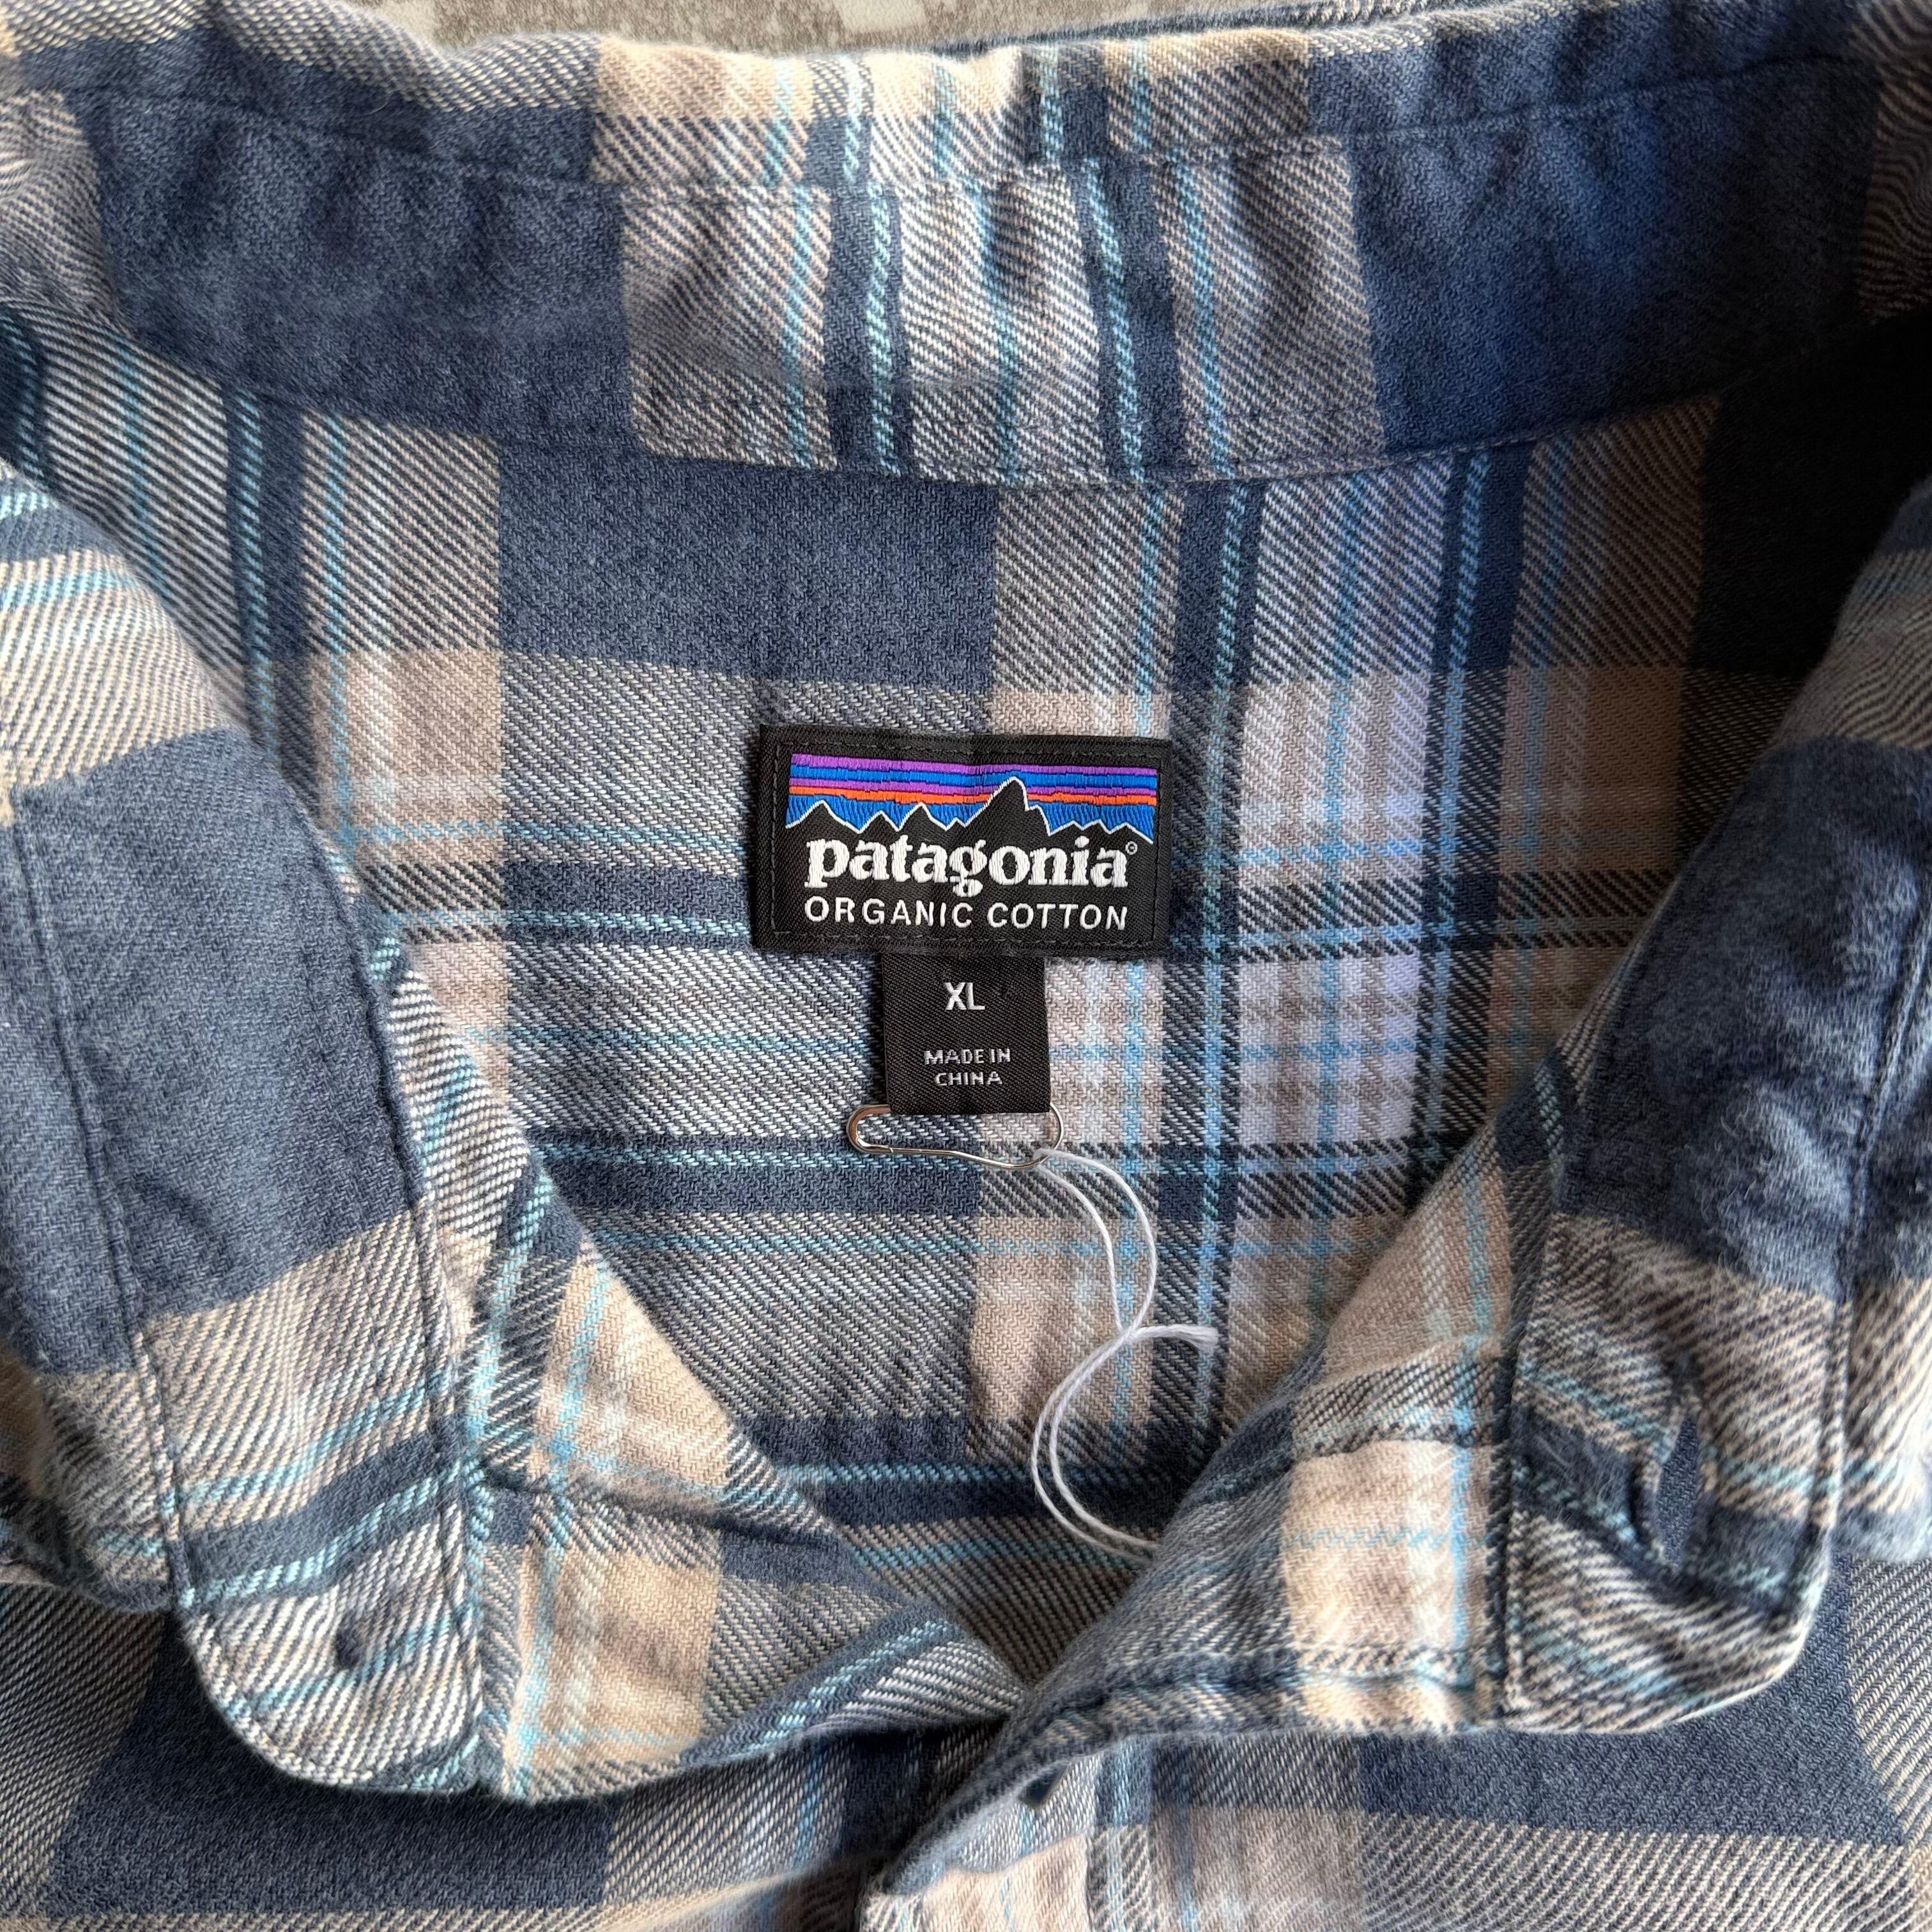 patagonia®
ORGANIC COTTON
XL
MADE IN
CHINA